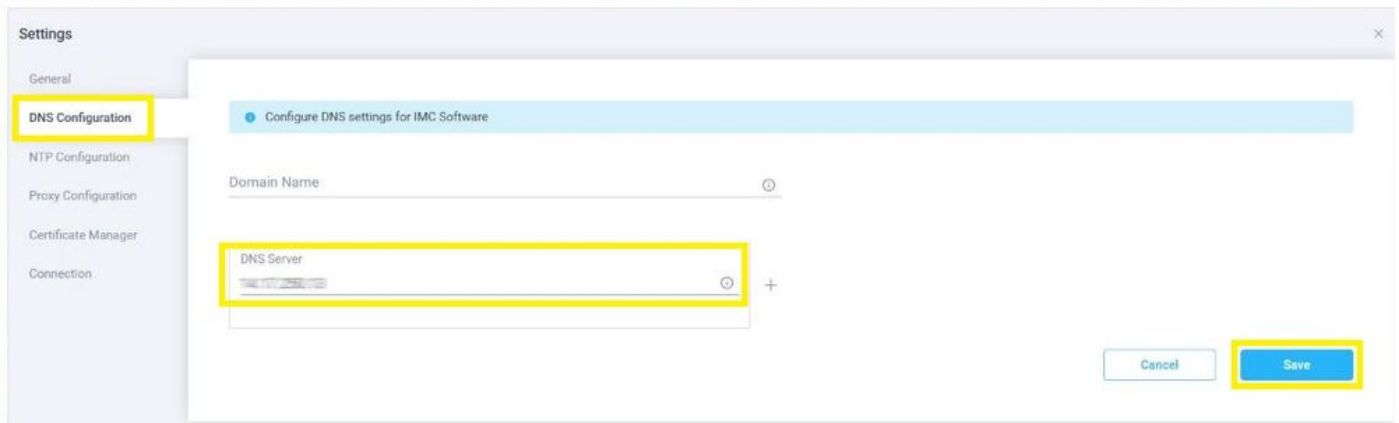 Settings
General
DNS Configuration
NTP Configuration
Proxy Configuration
Certificate Manager
Connection
Configure DNS settings for IMC Software
Domain Name
DNS Server
Cancel
Save